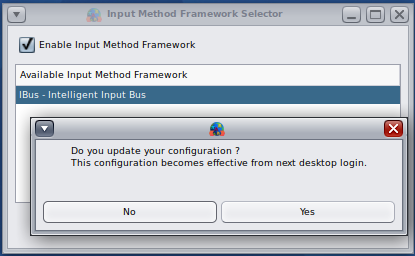 Input Method Framework Selector
Enable Input Method Framework
Available Input Method Framework
IBus - Intelligent Input Bus
Do you update your configuration ?
This configuration becomes effective from next desktop login.
No
Yes